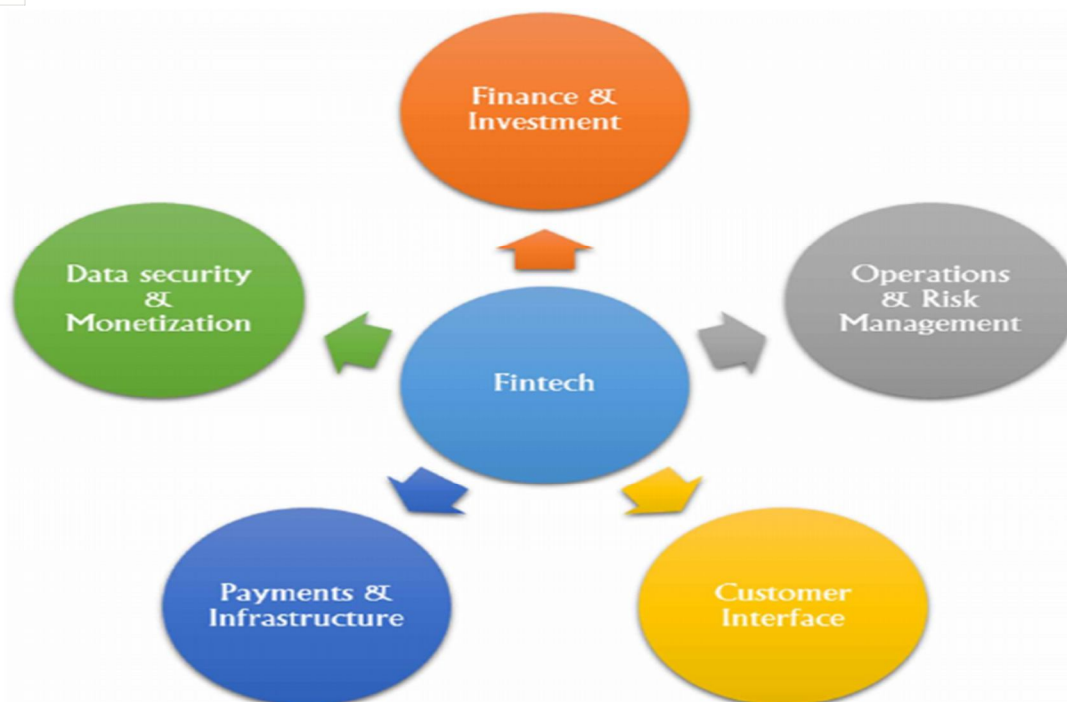 Finance &
Investment
Operations
& Risk
Management
Customer
Interface
Payments &
Infrastructure
Data security
&
Monetization
Fintech